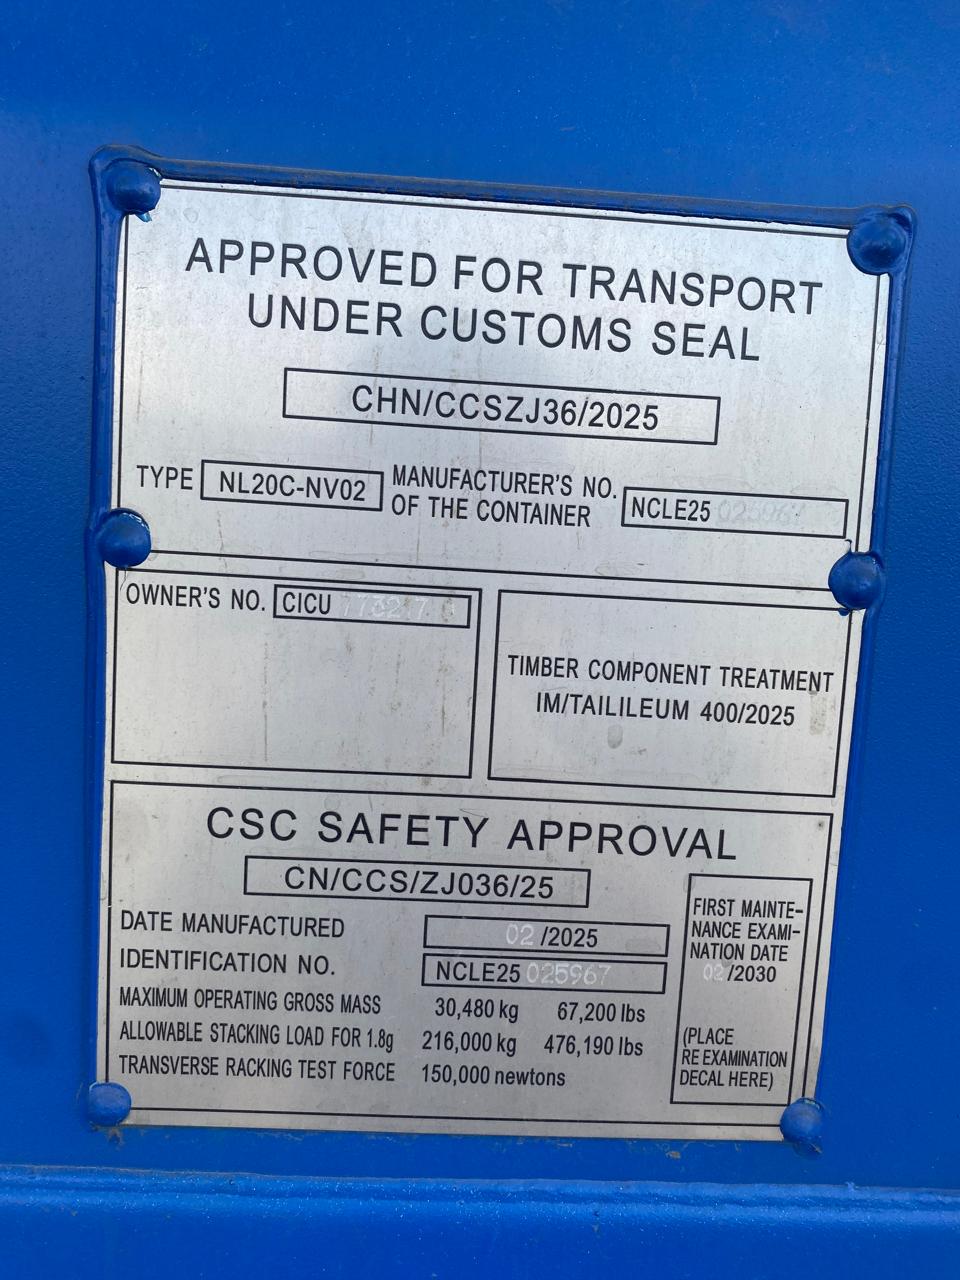 APPROVED FOR TRANSPORT
UNDER CUSTOMS SEAL
CHN/CCSZJ36/2025
TYPE NL20C-NV02 MANUFACTURER'S NO.
OF THE CONTAINER NCLE25 025967
OWNER'S NO. CICU
TIMBER COMPONENT TREATMENT
IM/TAILILEUM 400/2025
CSC SAFETY APPROVAL
CN/CCS/ZJ036/25
DATE MANUFACTURED 02 /2025
IDENTIFICATION NO. NCLE25 025967
MAXIMUM OPERATING GROSS MASS 30,480 kg 67,200 lbs
ALLOWABLE STACKING LOAD FOR 1.8g 216,000 kg 476,190 lbs
TRANSVERSE RACKING TEST FORCE 150,000 newtons
FIRST MAINTE-
NANCE EXAMI-
NATION DATE
02 /2030
(PLACE
RE EXAMINATION
DECAL HERE)